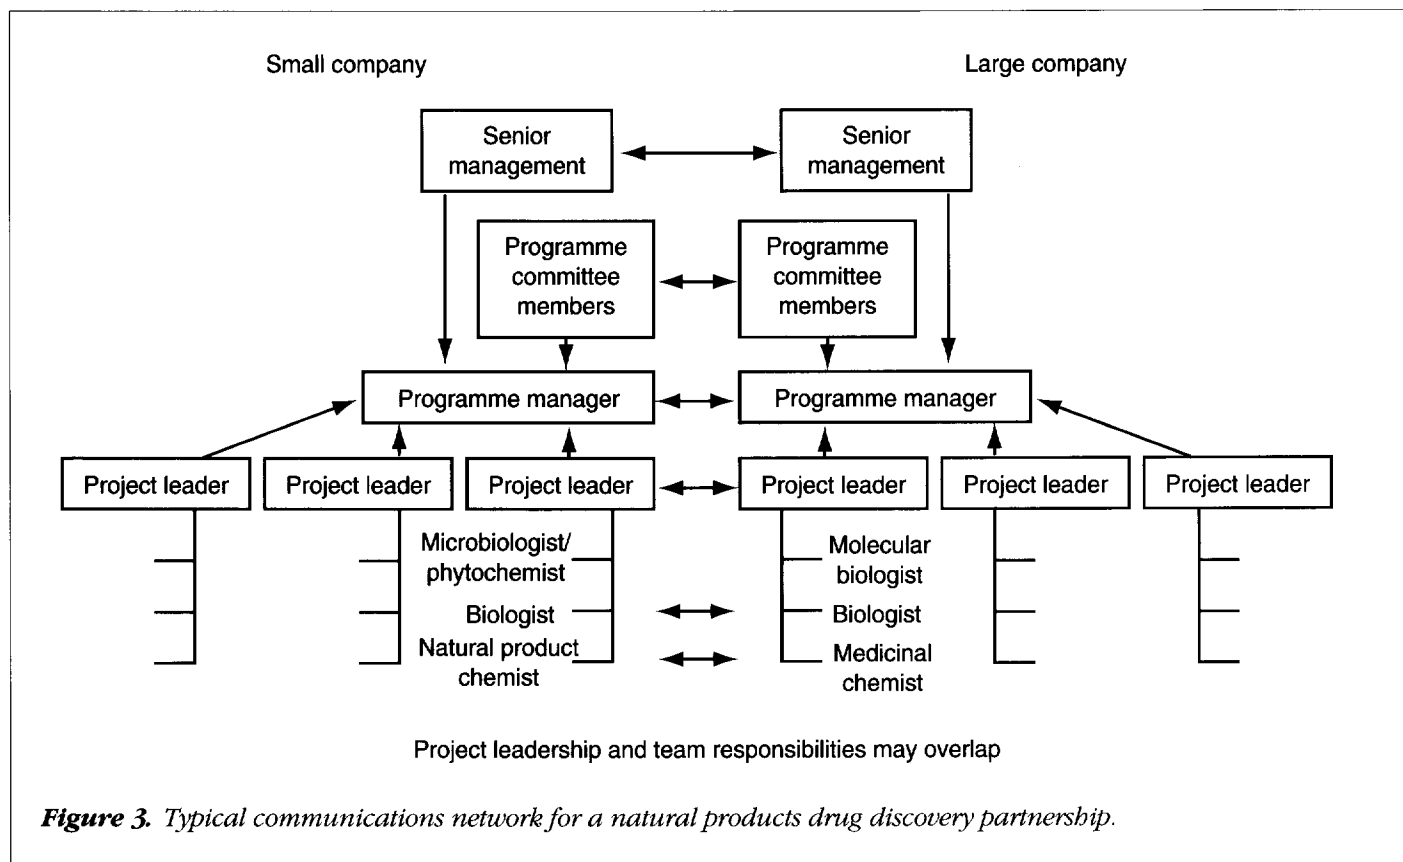 Small company
Large company
Senior
management
Senior
management
Programme
committee
members
Programme
committee
members
Programme manager
Programme manager
Project leader
Project leader
Project leader
Project leader
Project leader
Project leader
Microbiologist/
phytochemist
Molecular
biologist
Biologist
Biologist
Natural product
chemist
Medicinal
chemist
Project leadership and team responsibilities may overlap
Figure 3. Typical communications network for a natural products drug discovery partnership.